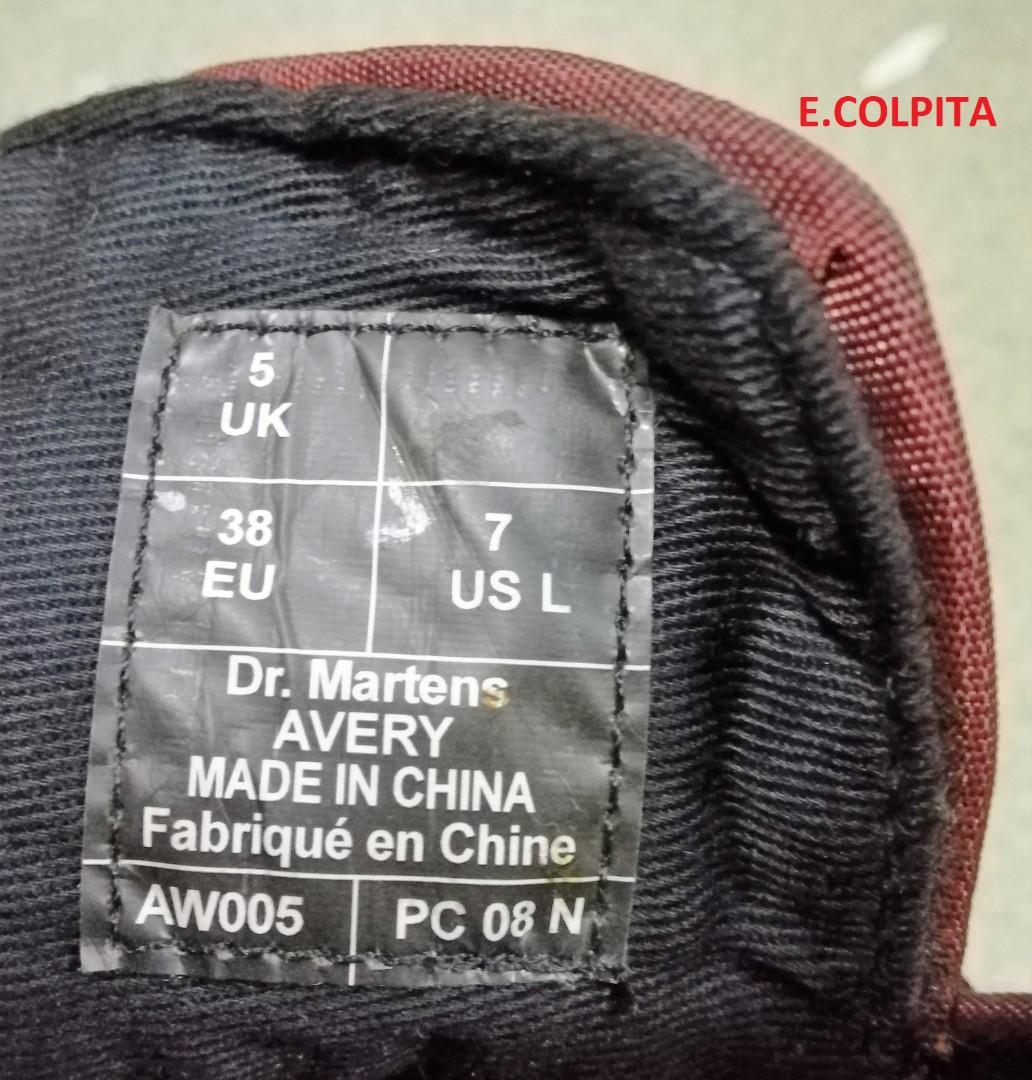 E.COLPITA
5
UK
38
EU
7
US L
Dr. Martens
AVERY
MADE IN CHINA
Fabriqué en Chine
AW005
PC 08 N